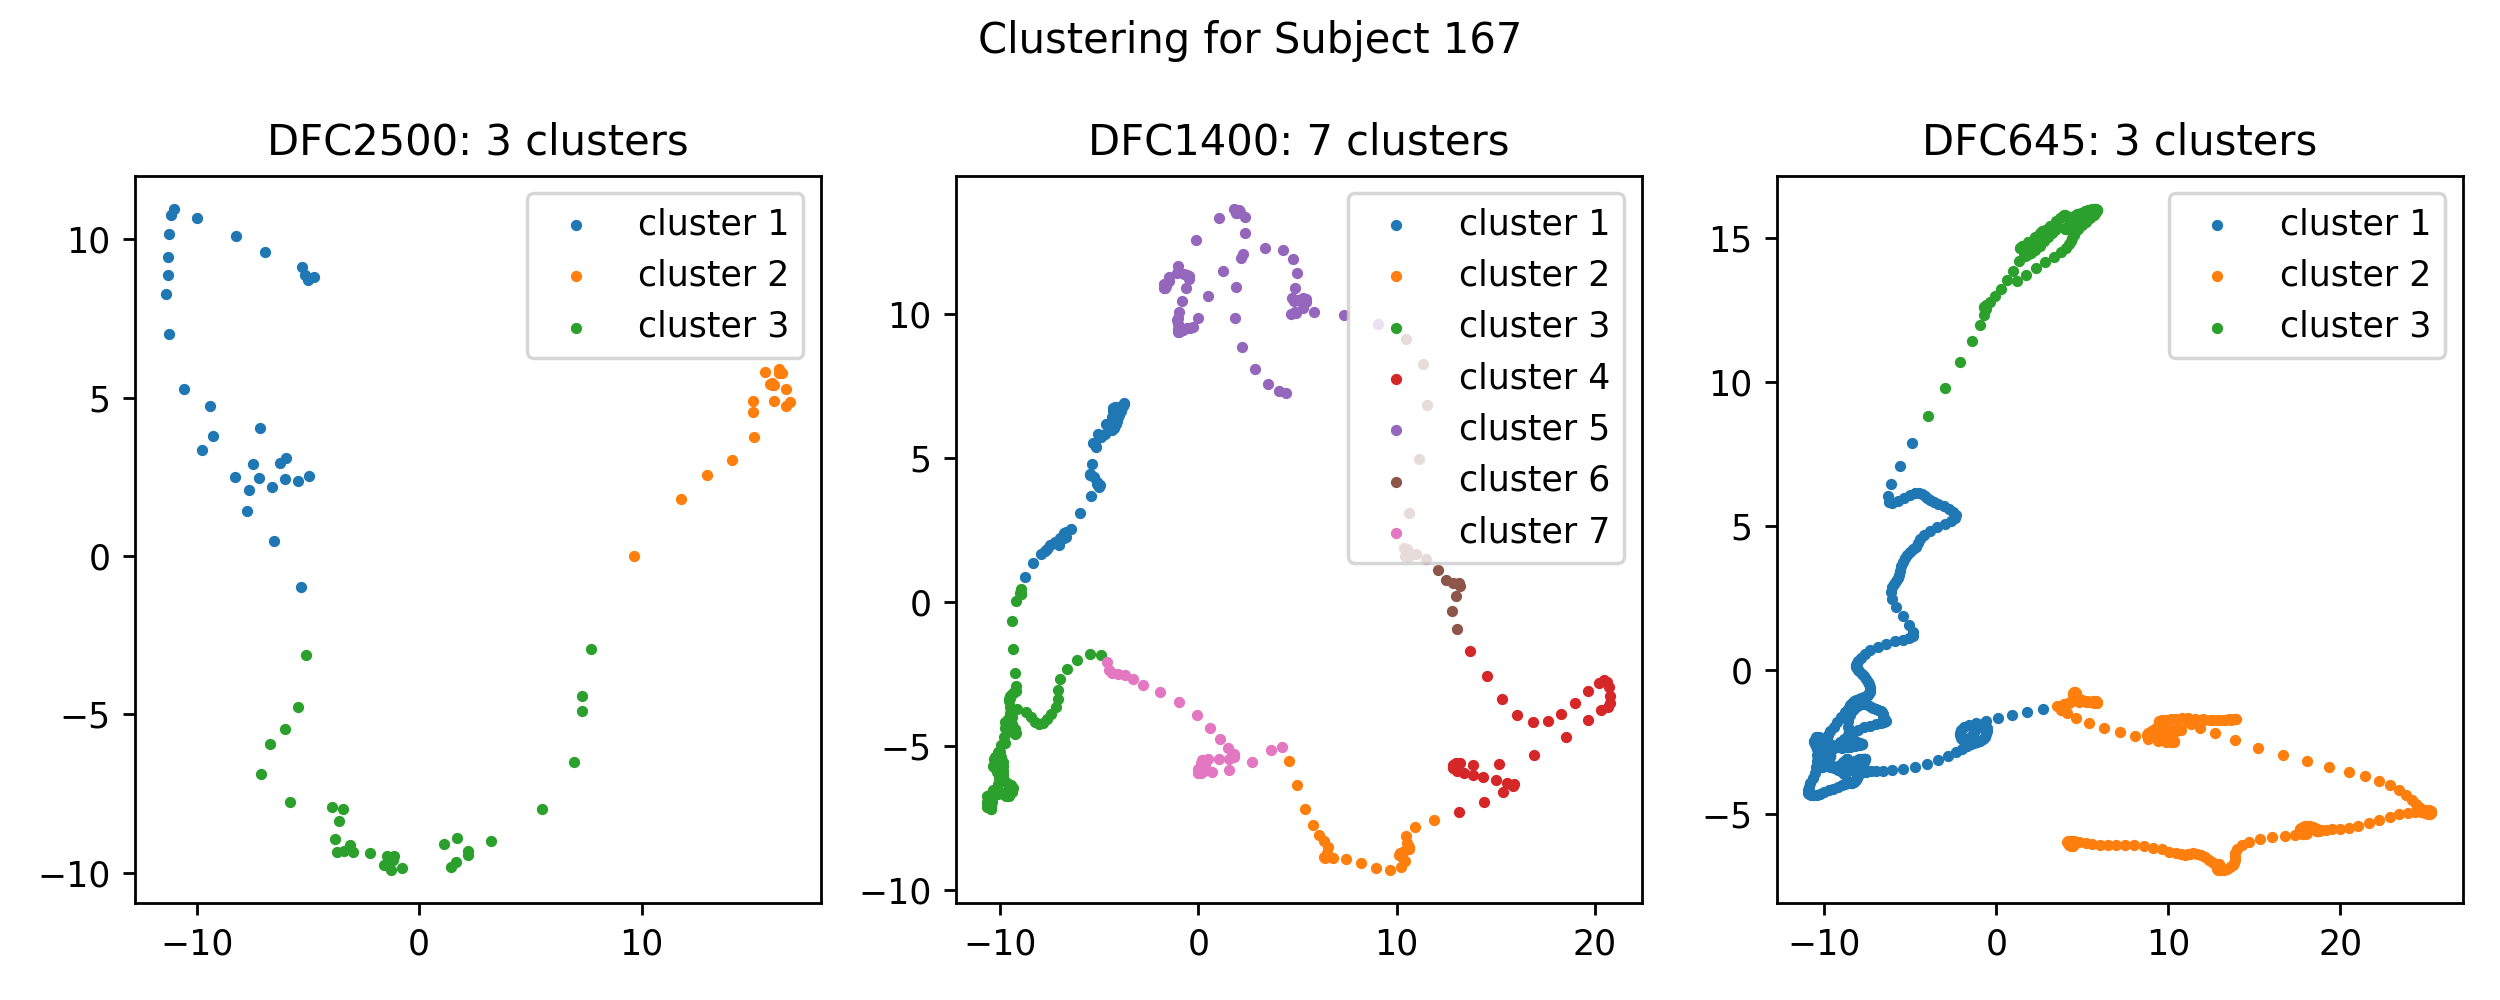 Clustering for Subject 167
DFC2500: 3 clusters
cluster 1
cluster 2
cluster 3
10
5
0
−5
−10
−10
0
10
DFC1400: 7 clusters
cluster 1
cluster 2
cluster 3
cluster 4
cluster 5
cluster 6
cluster 7
10
5
0
−5
−10
−10
0
10
20
DFC645: 3 clusters
cluster 1
cluster 2
cluster 3
15
10
5
0
−5
−10
0
10
20